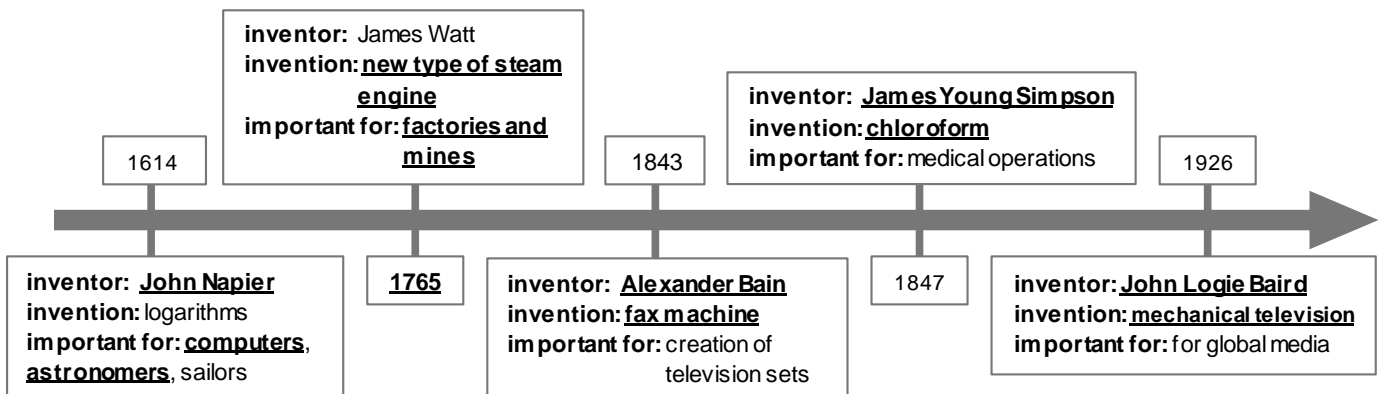 1614
inventor: John Napier
invention: logarithms
important for: computers,
astronomers, sailors
inventor: James Watt
invention: new type of steam
engine
important for: factories and
mines
1765
1843
inventor: Alexander Bain
invention: fax machine
important for: creation of
television sets
inventor: James Young Simpson
invention: chloroform
important for: medical operations
1847
1926
inventor: John Logie Baird
invention: mechanical television
important for: for global media